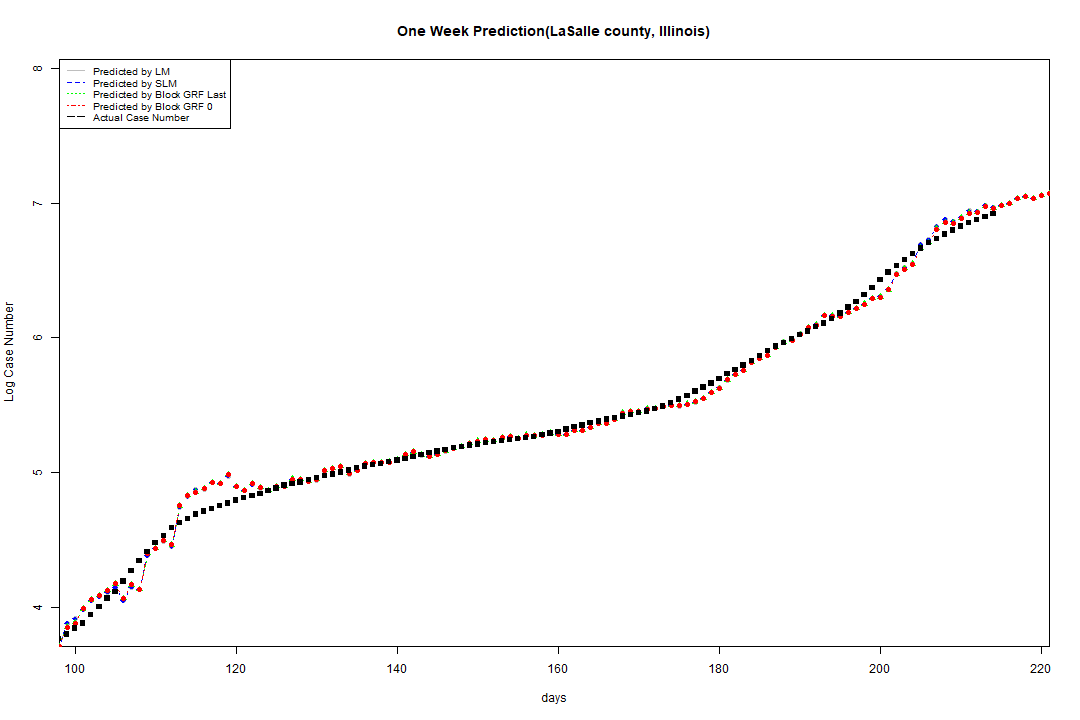 One Week Prediction(LaSalle county, Illinois)
Predicted by LM
Predicted by SLM
Predicted by Block GRF Last
Predicted by Block GRF 0
Actual Case Number
8
7
6
5
4
Log Case Number
100 120 140 160 180 200 220
days